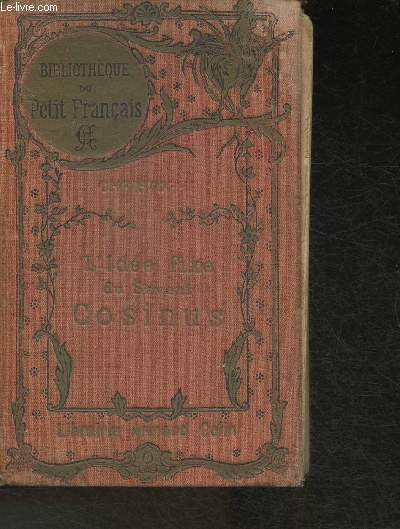 Le-livre.com
BIBLIOTHÈQUE
DU
Petit Français
L'Idée Fixe
du Savant
Cosinus
Librairie Armand Colin